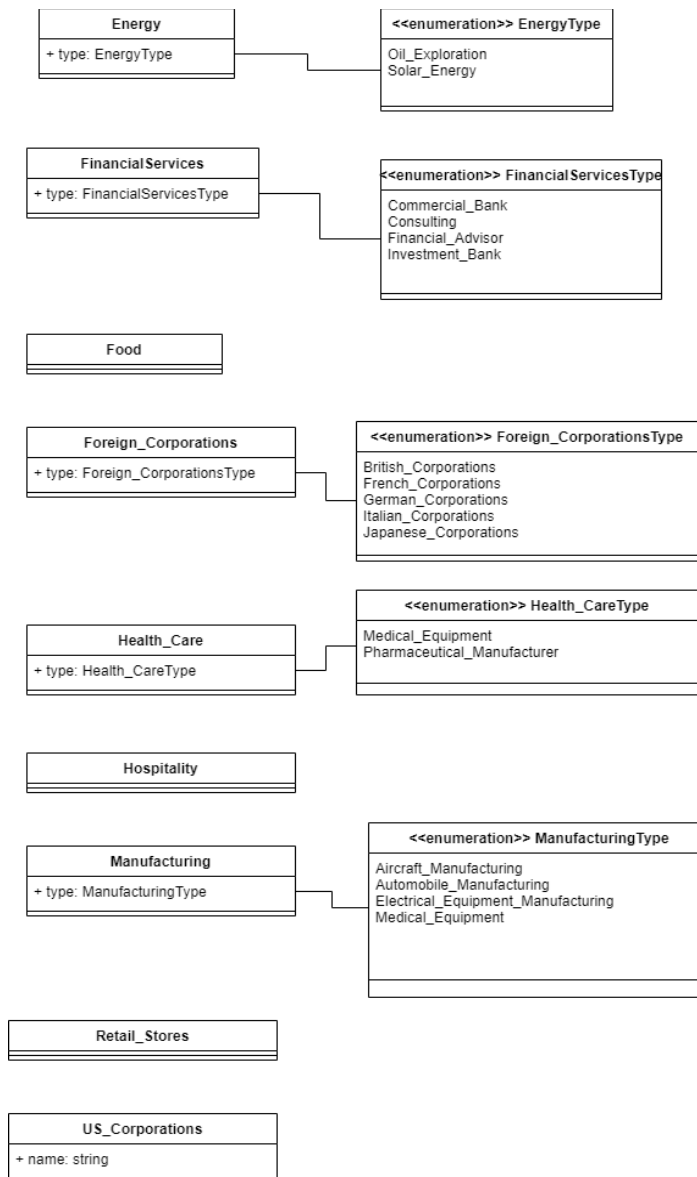 Energy
+ type: EnergyType
<<enumeration>> EnergyType
Oil_Exploration
Solar_Energy
FinancialServices
+ type: FinancialServicesType
<<enumeration>> FinancialServicesType
Commercial_Bank
Consulting
Financial_Advisor
Investment_Bank
Food
Foreign_Corporations
+ type: Foreign_CorporationsType
<<enumeration>> Foreign_CorporationsType
British_Corporations
French_Corporations
German_Corporations
Italian_Corporations
Japanese_Corporations
Health_Care
+ type: Health_CareType
<<enumeration>> Health_CareType
Medical_Equipment
Pharmaceutical_Manufacturer
Hospitality
Manufacturing
+ type: ManufacturingType
<<enumeration>> ManufacturingType
Aircraft_Manufacturing
Automobile_Manufacturing
Electrical_Equipment_Manufacturing
Medical_Equipment
Retail_Stores
US_Corporations
+ name: string